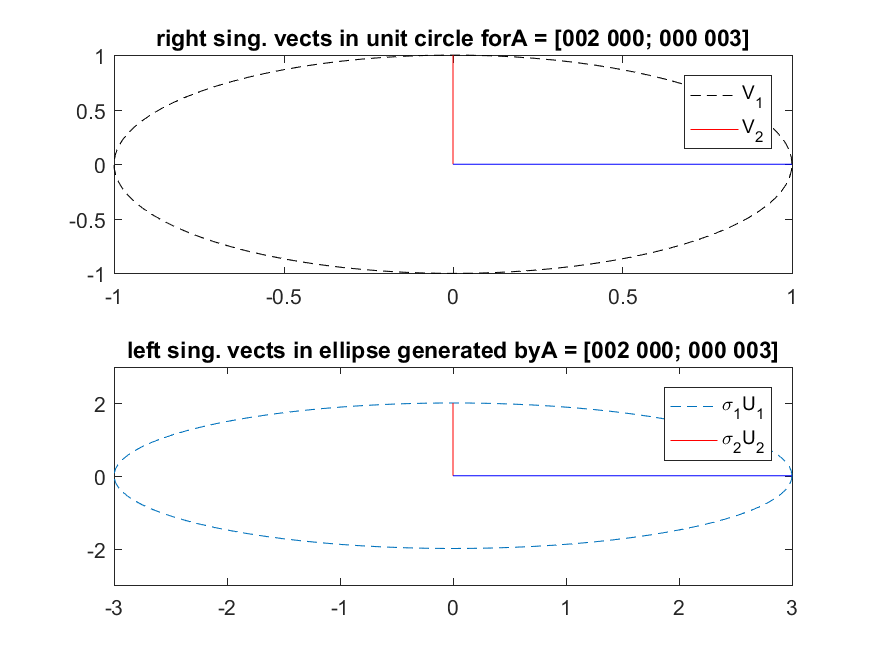 right sing. vects in unit circle forA = [002 000; 000 003]
1
0.5
0
-0.5
-1
-1 -0.5 0 0.5 1
V1
V2
left sing. vects in ellipse generated byA = [002 000; 000 003]
2
0
-2
-3 -2 -1 0 1 2 3
σ1U1
σ2U2